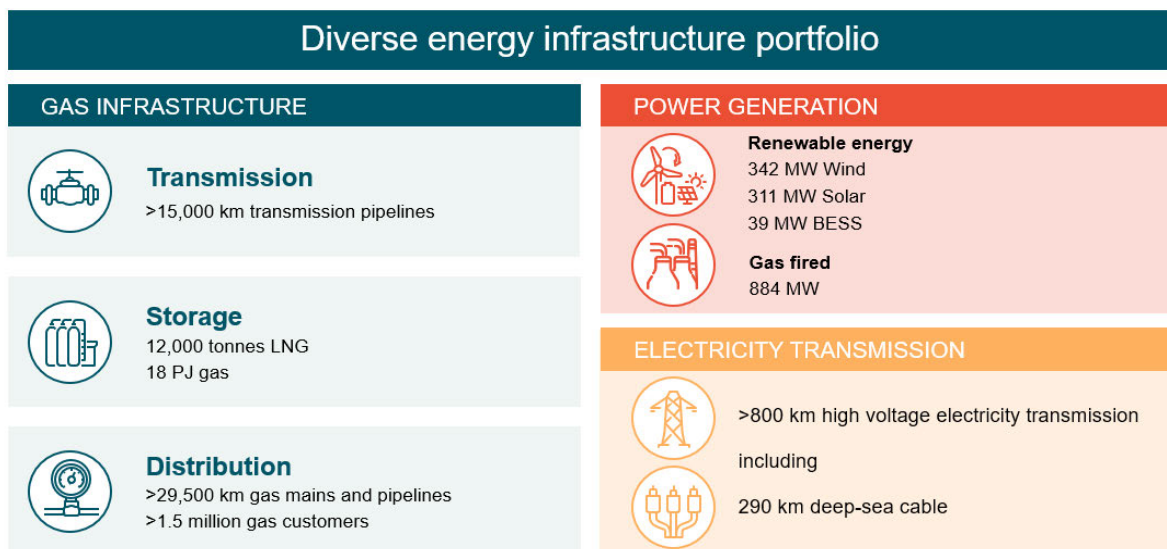 Diverse energy infrastructure portfolio
GAS INFRASTRUCTURE
Transmission
>15,000 km transmission pipelines
Storage
12,000 tonnes LNG
18 PJ gas
Distribution
>29,500 km gas mains and pipelines
>1.5 million gas customers
POWER GENERATION
Renewable energy
342 MW Wind
311 MW Solar
39 MW BESS
Gas fired
884 MW
ELECTRICITY TRANSMISSION
>800 km high voltage electricity transmission
including
290 km deep-sea cable